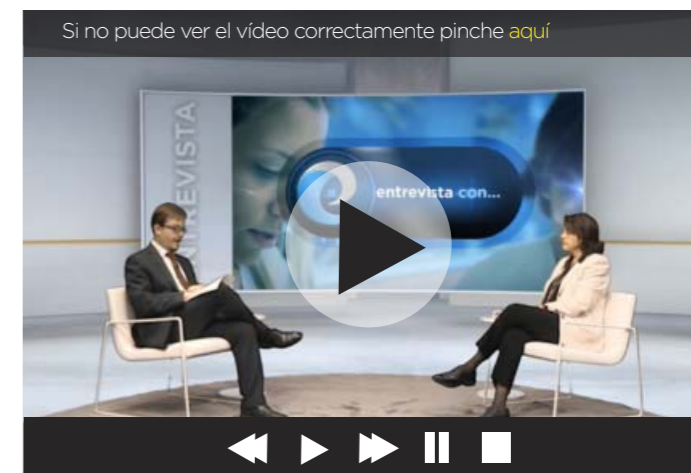 Si no puede ver el vídeo correctamente pinche aquí
ENTREVISTA
entrevista con...